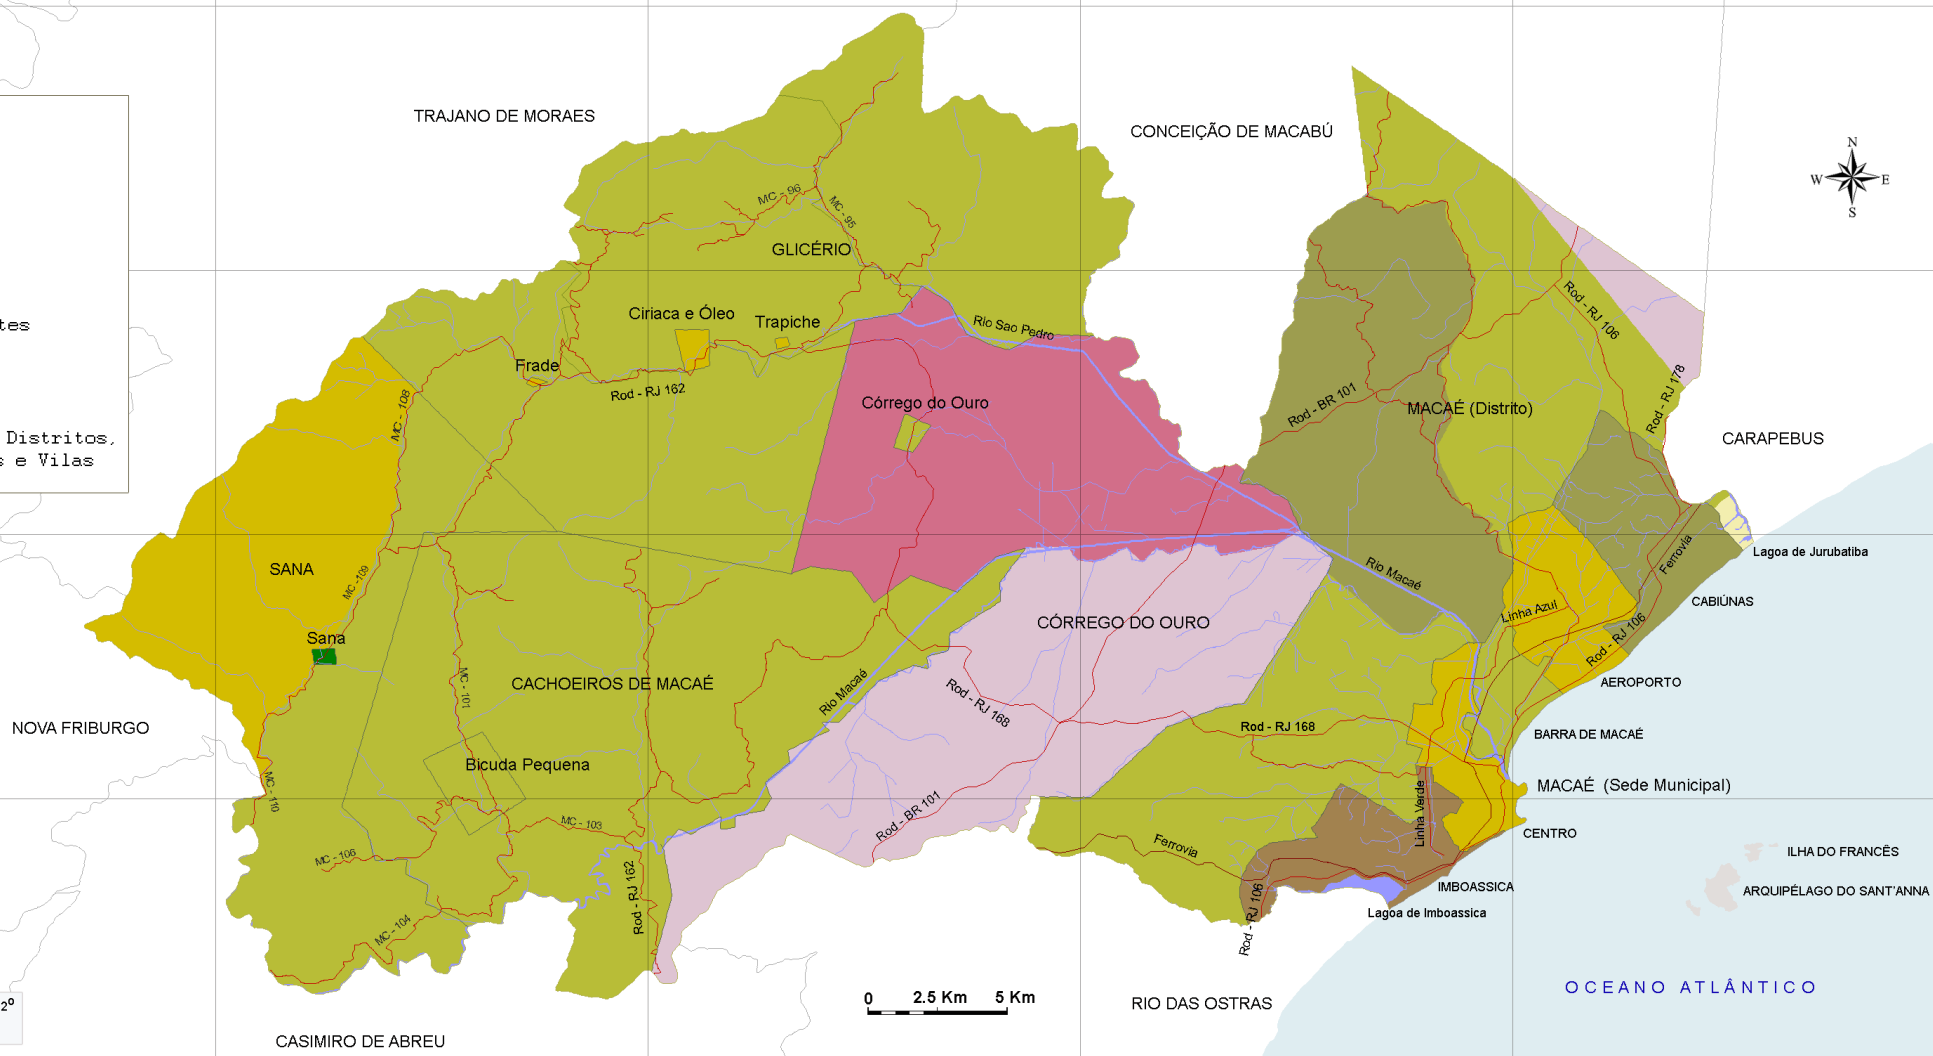 TRAJANO DE MORAES
CONCEIÇÃO DE MACABÚ
N
W
E
S
MC - 96
MC - 95
GLICÉRIO
Ciriaca e Óleo
Trapiche
Rio Sao Pedro
Rod - RJ 106
tes
Frade
Rod - RJ 162
MC - 108
Córrego do Ouro
Rod - BR 101
MACAÉ (Distrito)
Rod - RJ 178
CARAPEBUS
Distritos,
s e Vilas
Lagoa de Jurubatiba
Ferrovia
SANA
MC - 109
Rio Macaé
CABIÚNAS
Linha Azul
Sana
CÓRREGO DO OURO
Rod - RJ 106
AEROPORTO
CACHOEIROS DE MACAÉ
MC - 101
Rio Macaé
Rod - RJ 168
Rod - RJ 168
NOVA FRIBURGO
BARRA DE MACAÉ
Bicuda Pequena
MC - 110
MACAÉ (Sede Municipal)
Linha Verde
Rod - BR 101
MC - 103
CENTRO
Ferrovia
MC - 106
ILHA DO FRANCÊS
Rod - RJ 162
IMBOASSICA
ARQUIPÉLAGO DO SANT'ANNA
Rod - RJ 106
Lagoa de Imboassica
MC - 104
OCEANO ATLÂNTICO
0 2.5 Km 5 Km
RIO DAS OSTRAS
2º
CASIMIRO DE ABREU